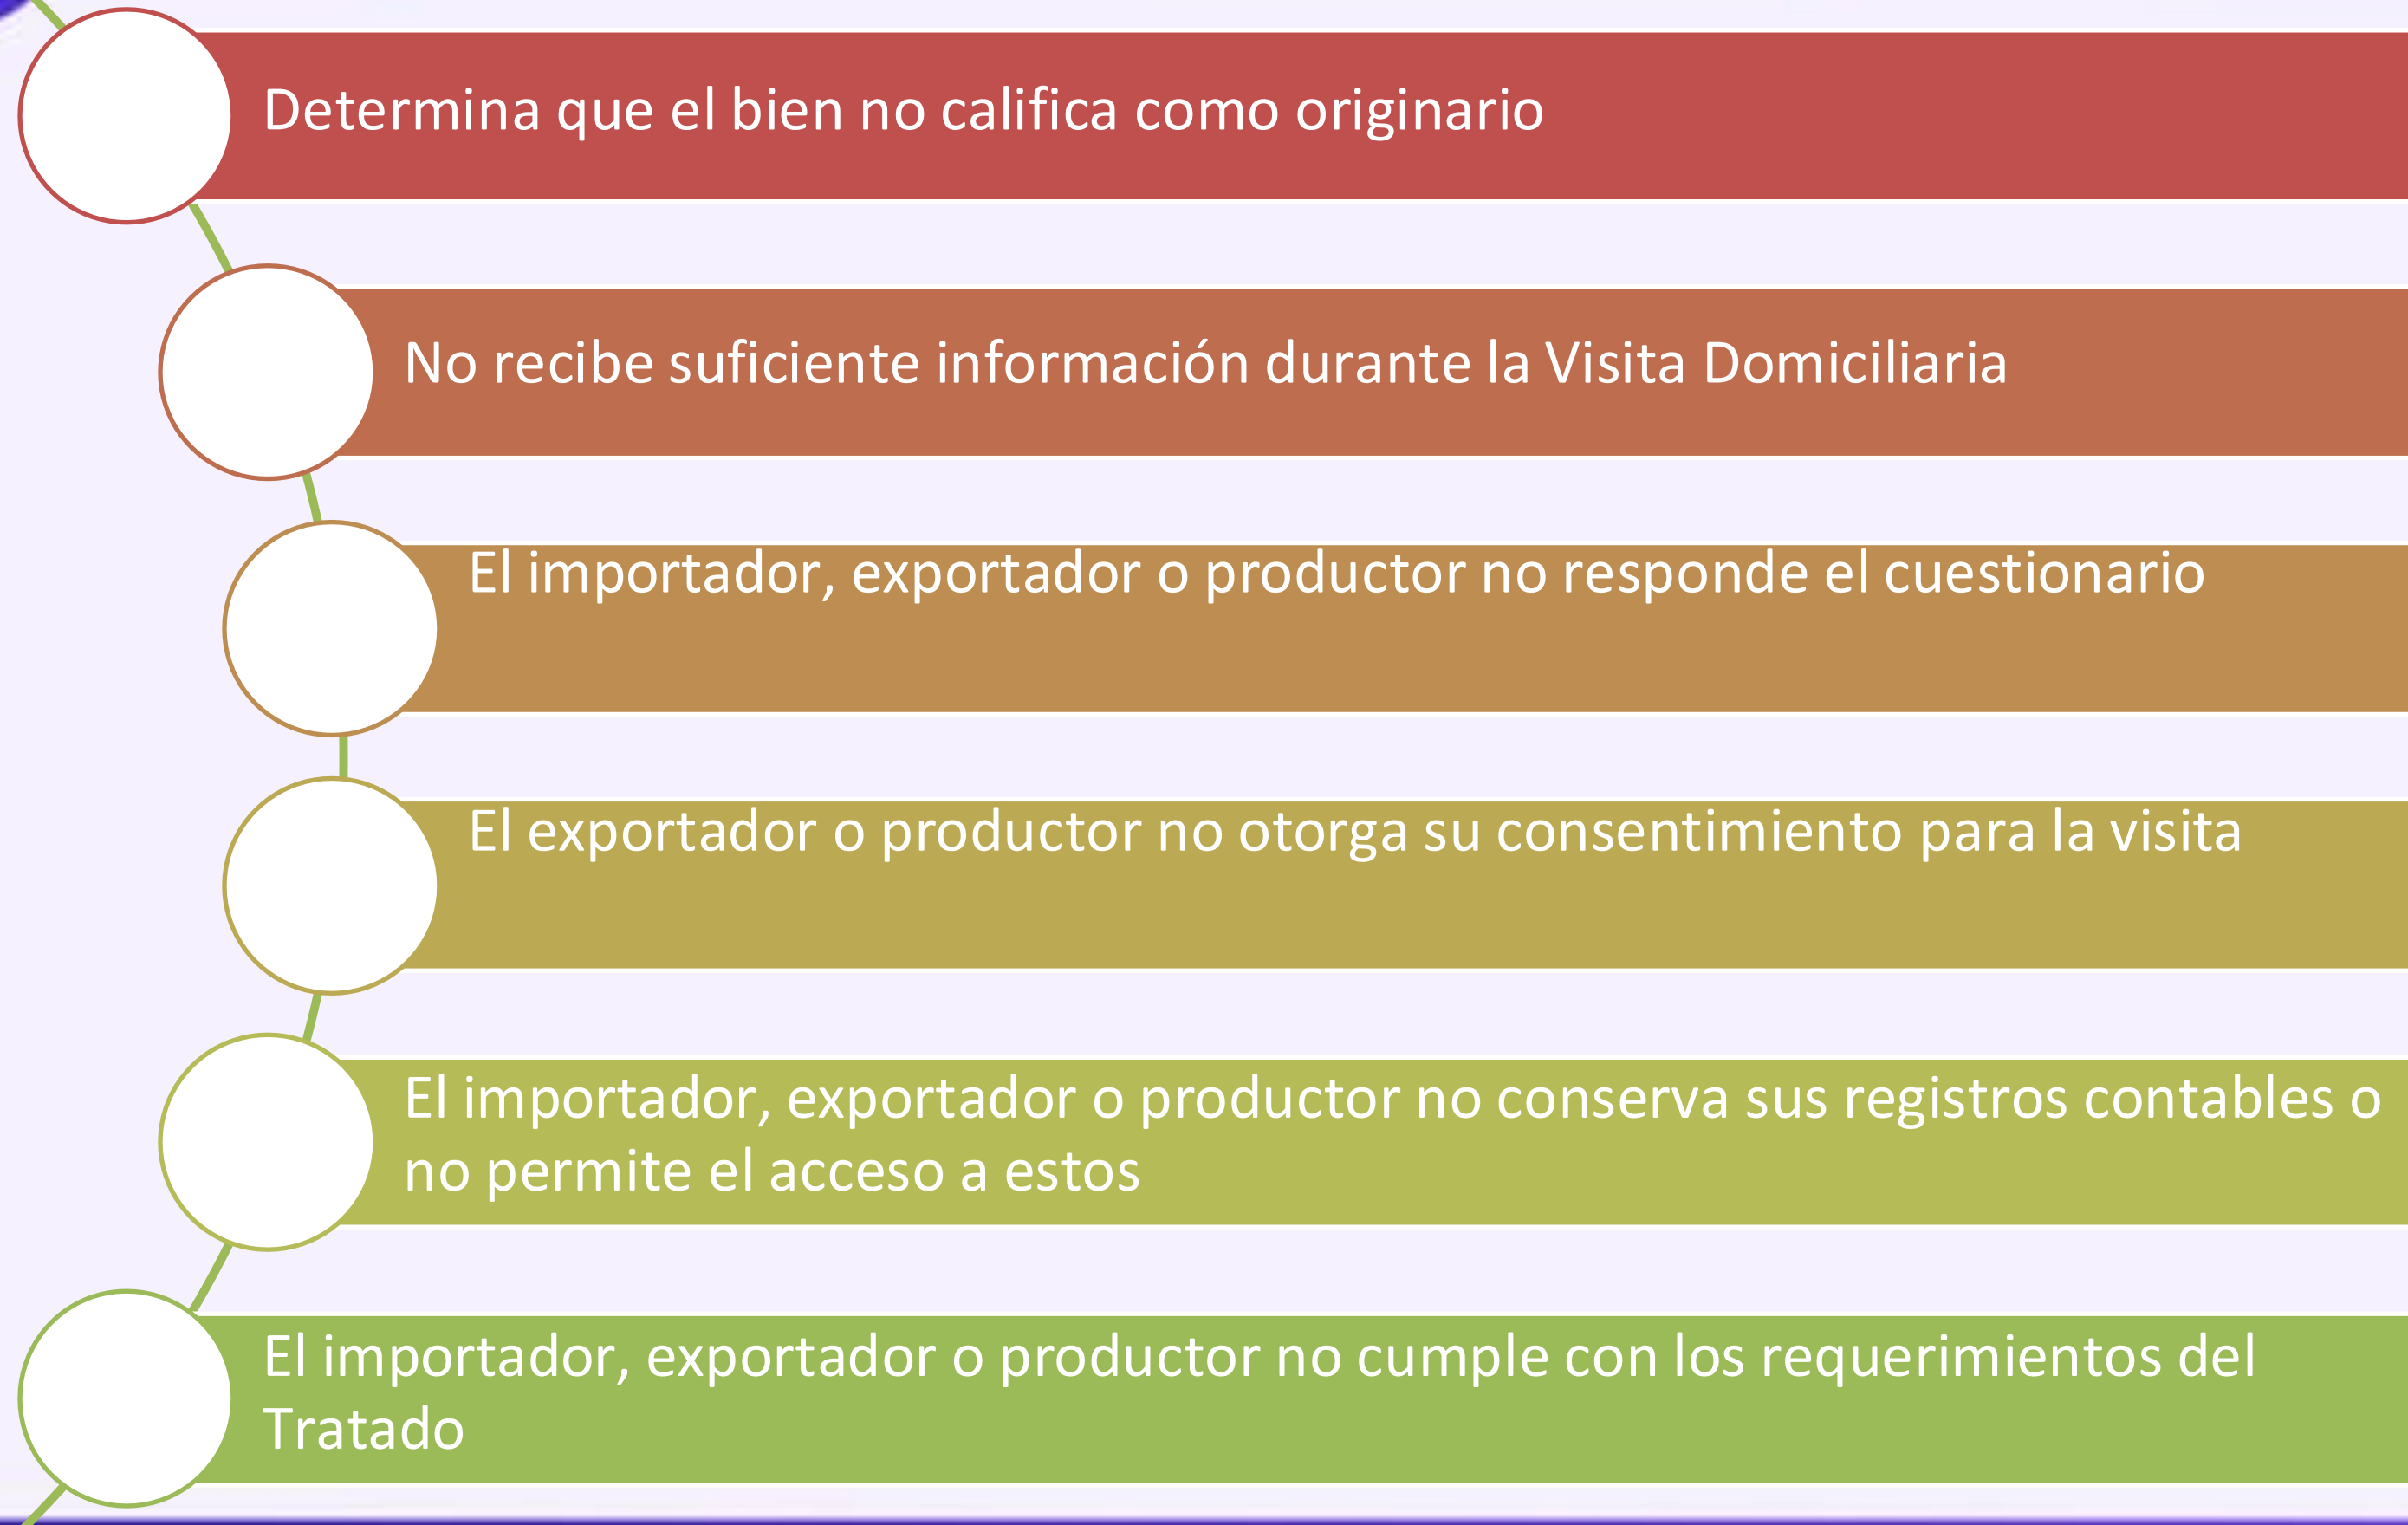 Determina que el bien no califica como originario
No recibe suficiente información durante la Visita Domiciliaria
El importador, exportador o productor no responde el cuestionario
El exportador o productor no otorga su consentimiento para la visita
El importador, exportador o productor no conserva sus registros contables o
no permite el acceso a estos
El importador, exportador o productor no cumple con los requerimientos del
Tratado